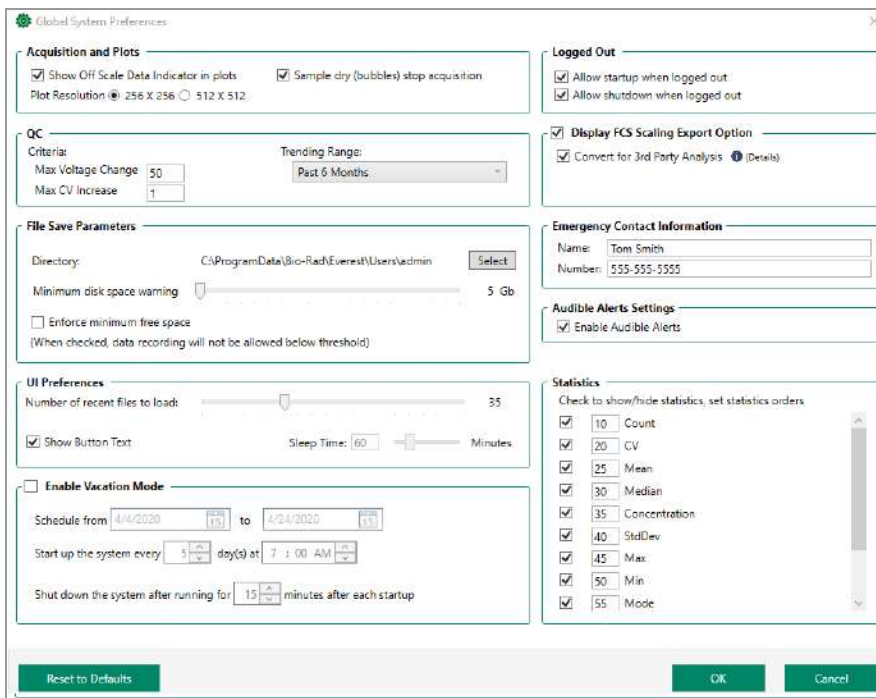 Global System Preferences
Acquisition and Plots
Show Off Scale Data Indicator in plots
Sample dry (bubbles) stop acquisition
Plot Resolution 256 X 256 512 X 512
Logged Out
Allow startup when logged out
Allow shutdown when logged out
QC
Criteria:
Max Voltage Change 50
Max CV Increase 1
Trending Range:
Past 6 Months
Display FCS Scaling Export Option
Convert for 3rd Party Analysis (Details)
File Save Parameters
Directory: C:\ProgramData\Bio-Rad\Everest\Users\admin Select
Minimum disk space warning 5 Gb
Enforce minimum free space
(When checked, data recording will not be allowed below threshold)
Emergency Contact Information
Name: Tom Smith
Number: 555-555-5555
Audible Alerts Settings
Enable Audible Alerts
UI Preferences
Number of recent files to load: 35
Show Button Text Sleep Time: 60 Minutes
Statistics
Check to show/hide statistics, set statistics orders
10 Count
20 CV
25 Mean
30 Median
35 Concentration
40 StdDev
45 Max
50 Min
55 Mode
Enable Vacation Mode
Schedule from 4/4/2020 15 to 4/24/2020 15
Start up the system every 5 day(s) at 7 : 00 AM
Shut down the system after running for 15 minutes after each startup
Reset to Defaults OK Cancel